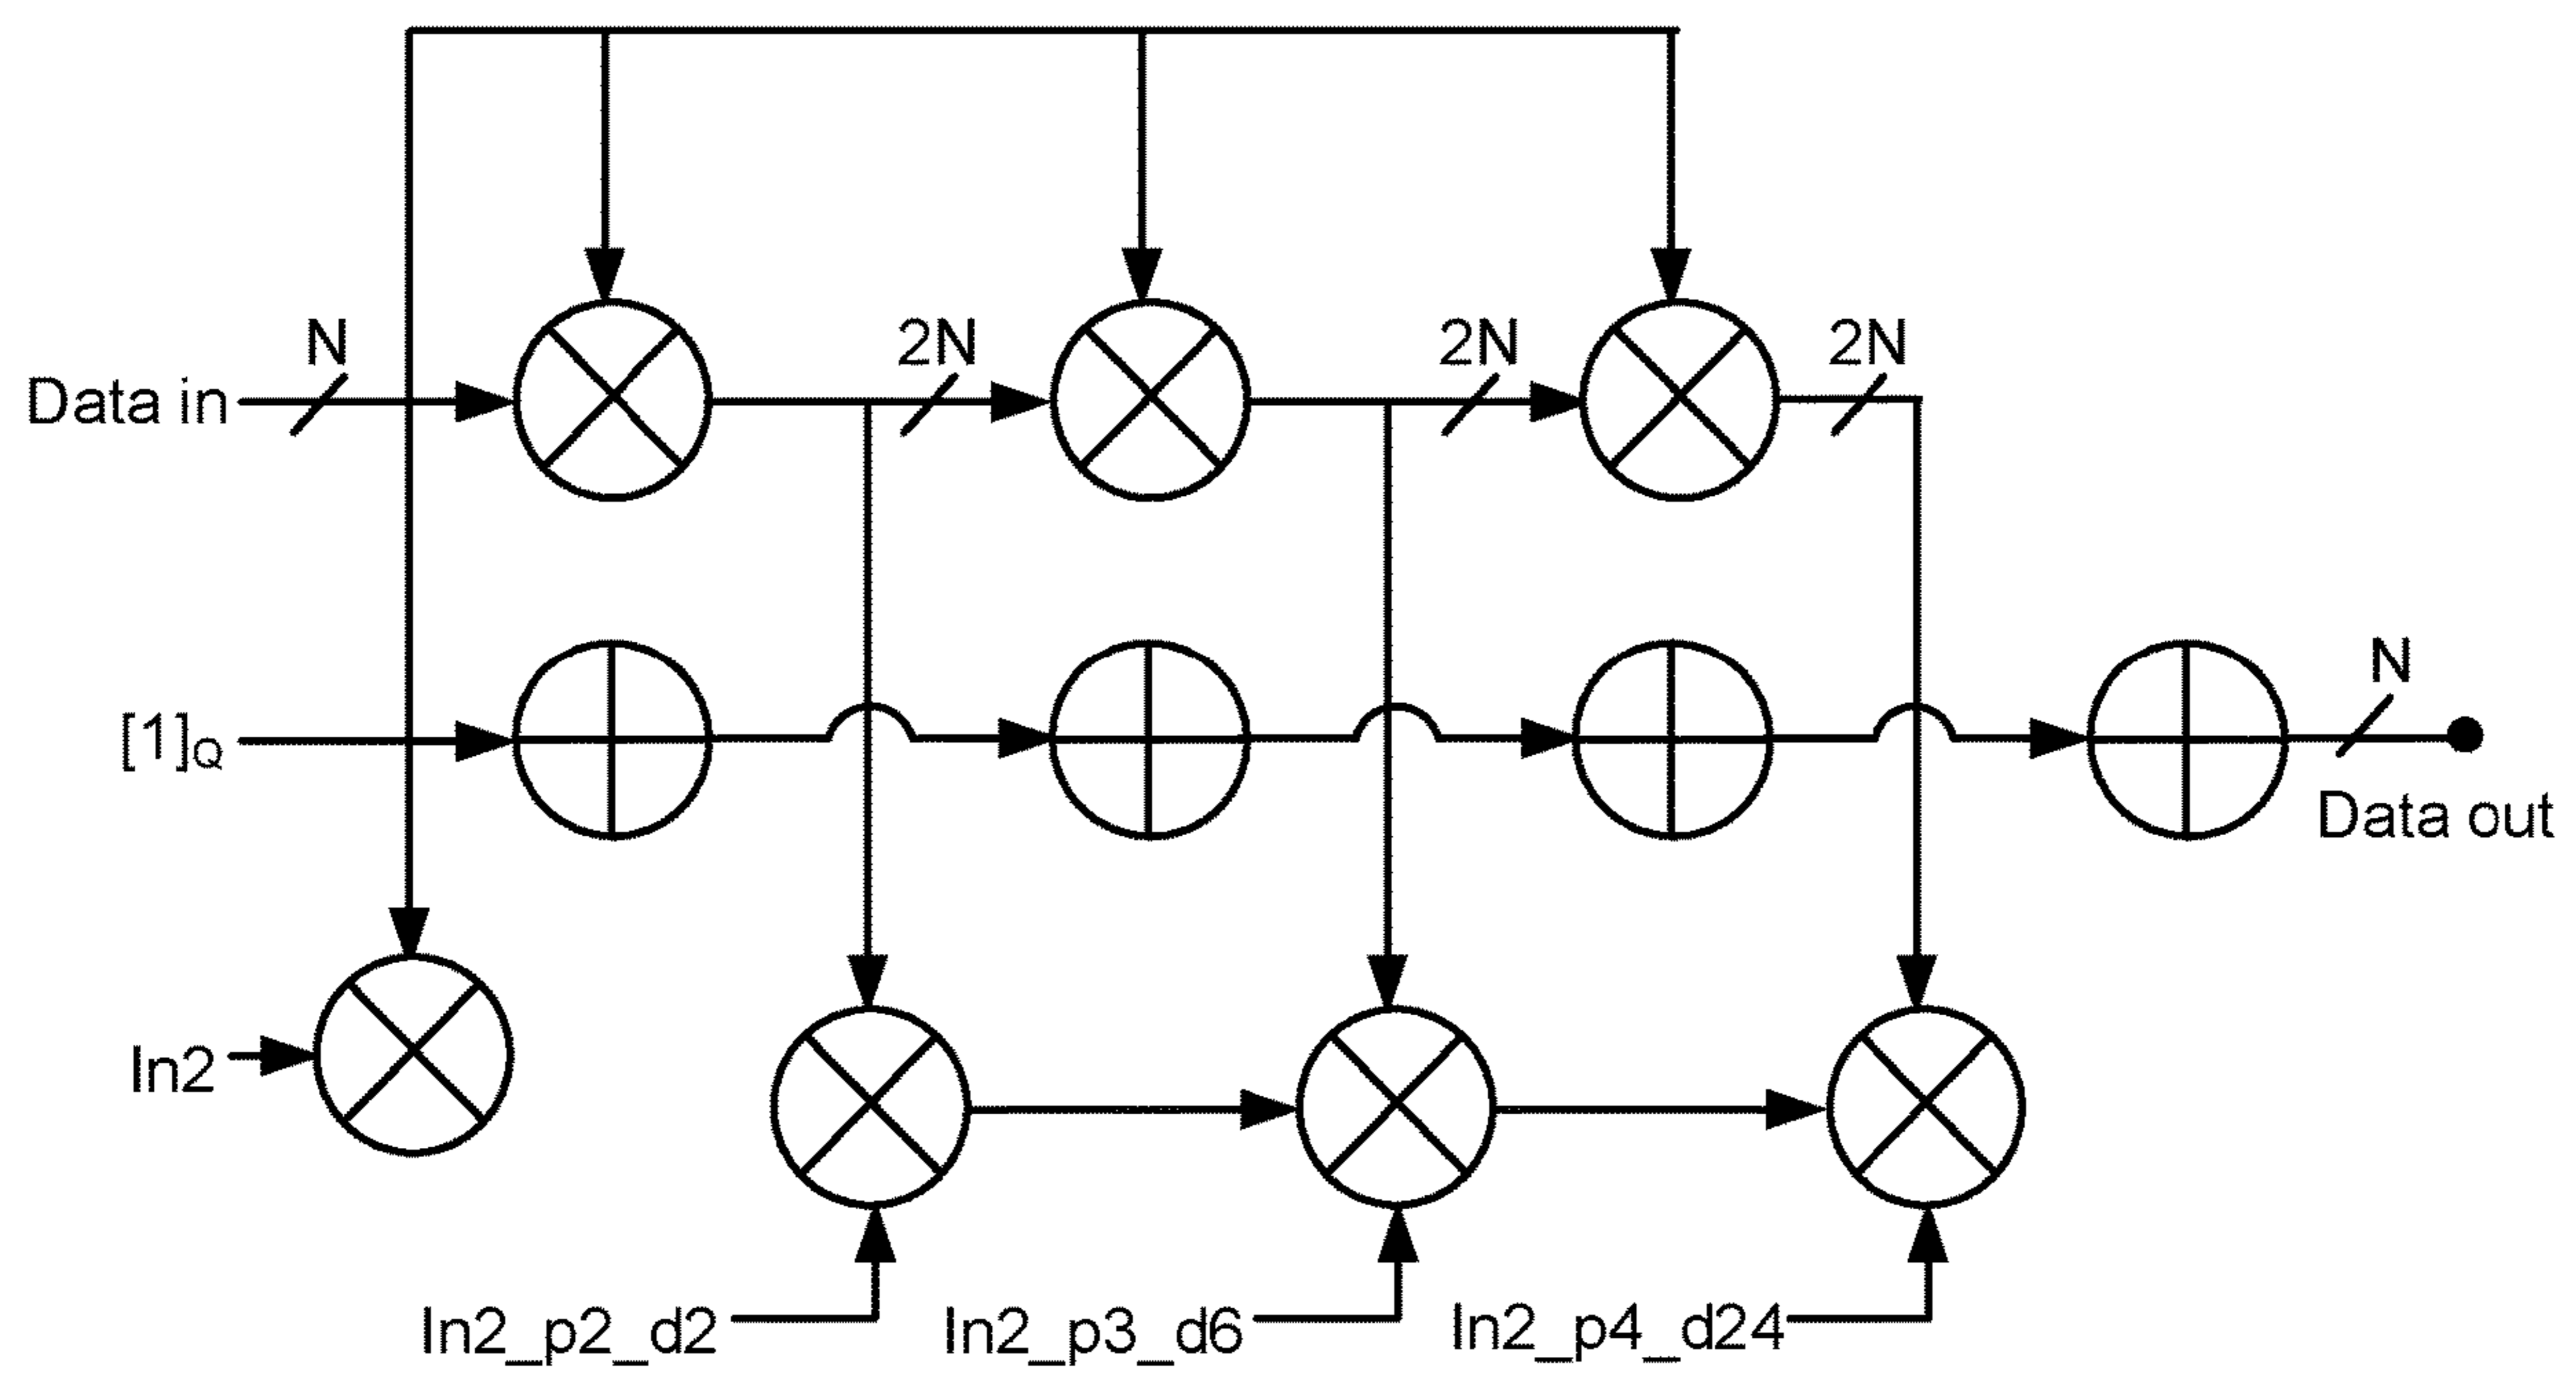 N
2N
2N
2N
Data in
[1]Q
N
Data out
In2
In2_p2_d2
In2_p3_d6
In2_p4_d24